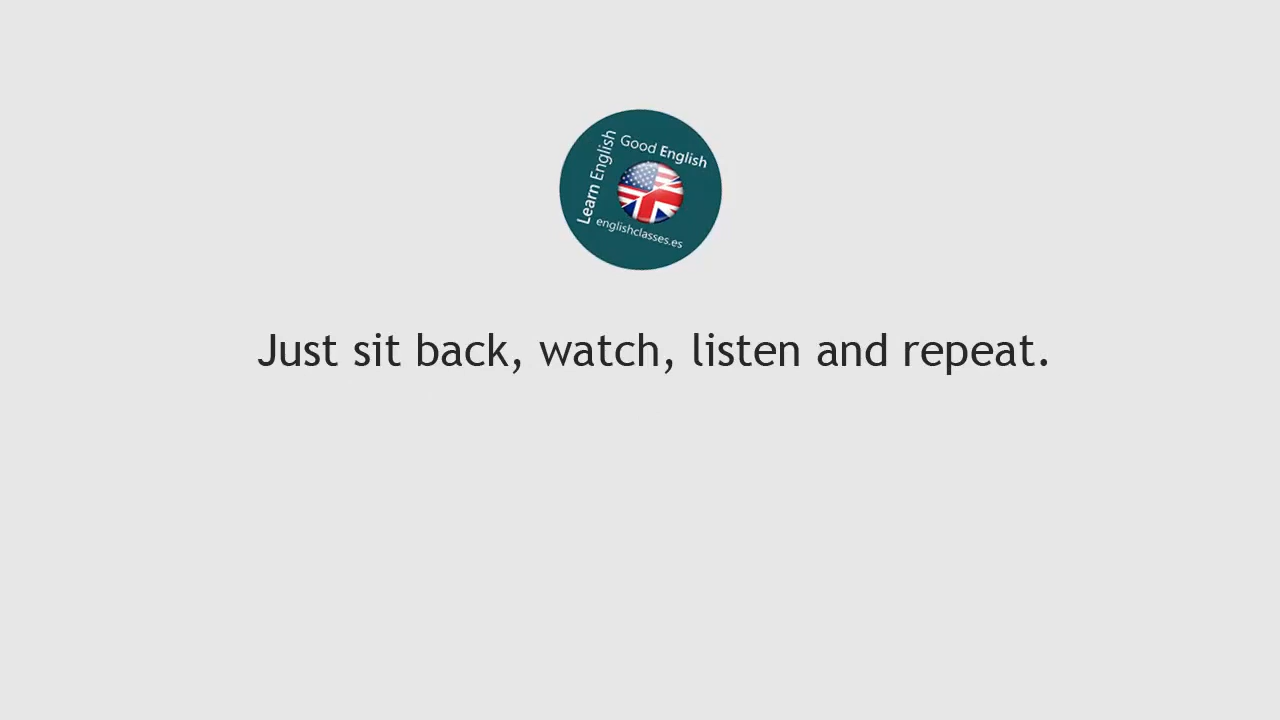 Learn English
Good English
englishclasses.es
Just sit back, watch, listen and repeat.